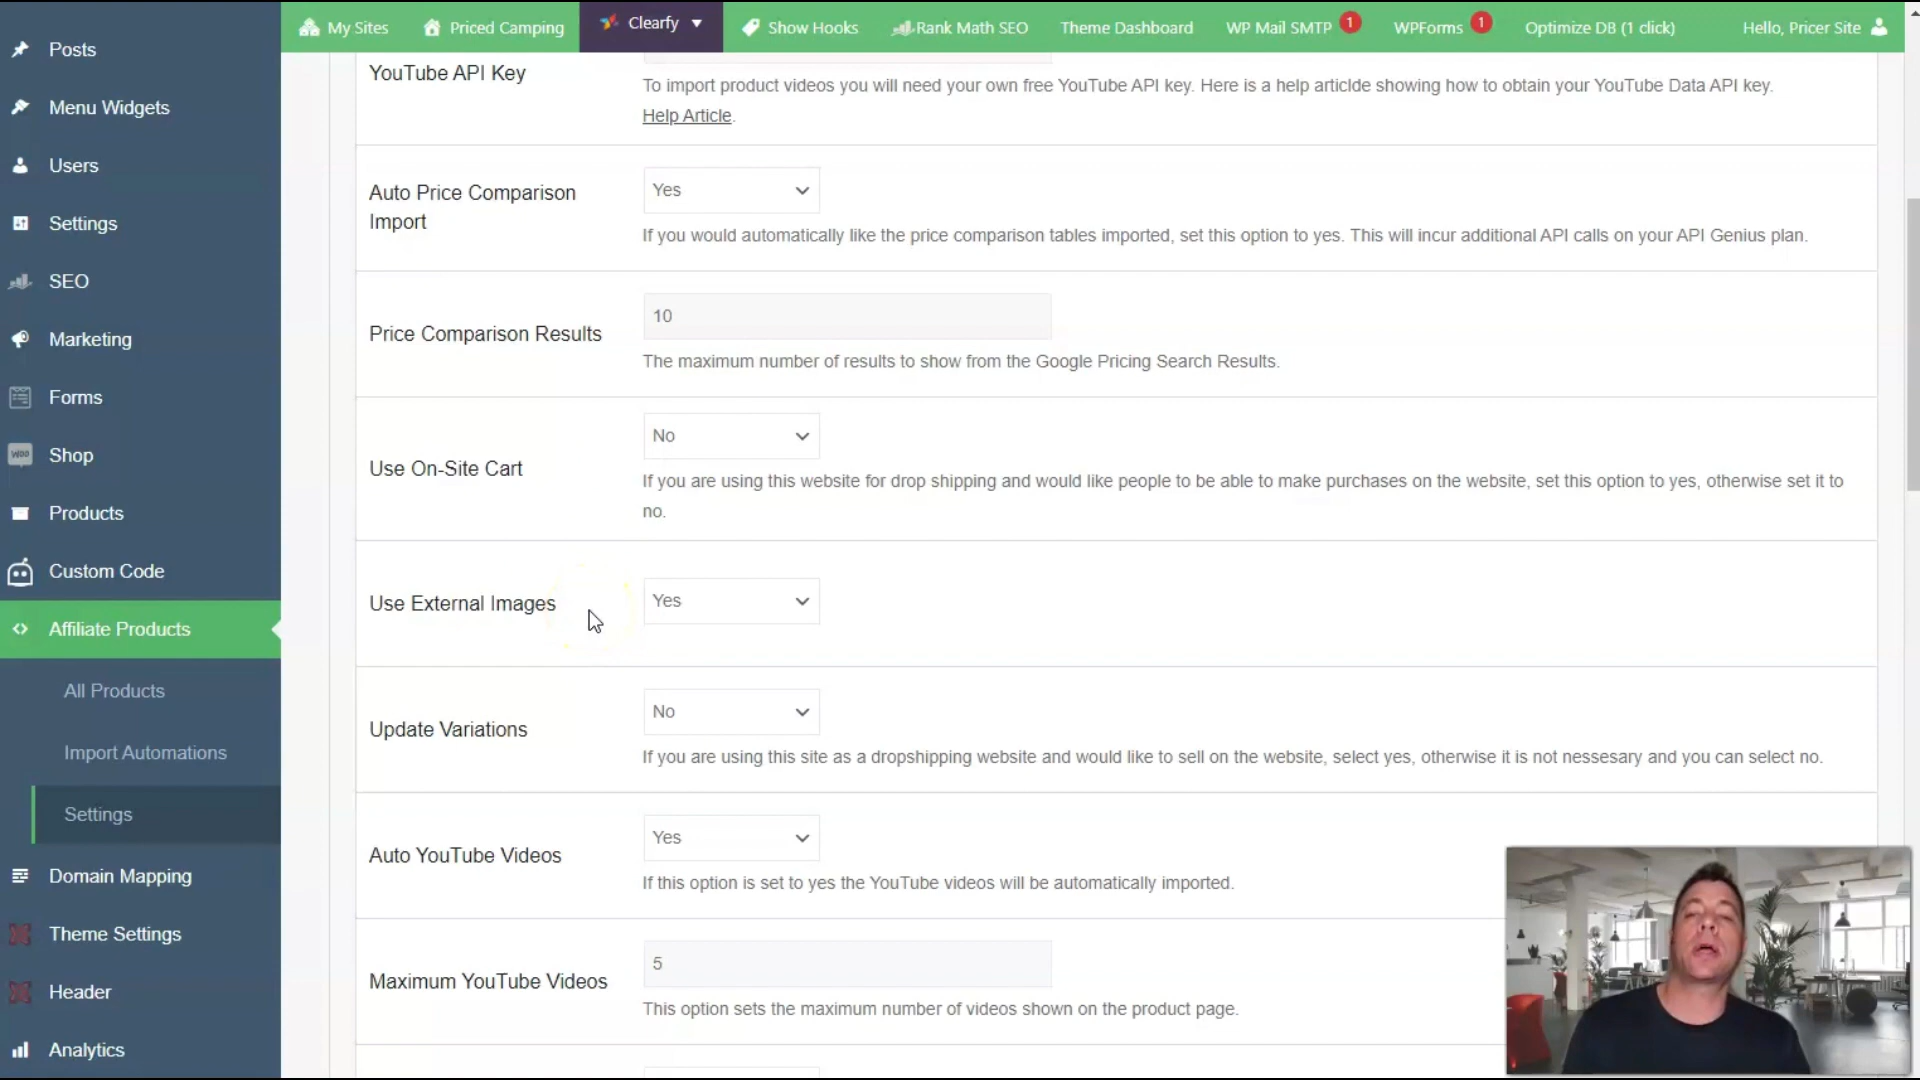 My Sites
Priced Camping
Clearfy
Show Hooks
Rank Math SEO
Theme Dashboard
WP Mail SMTP 1
WPForms 1
Optimize DB (1 click)
Hello, Pricer Site
Posts
Menu Widgets
Users
Settings
SEO
Marketing
Forms
woo Shop
Products
Custom Code
Affiliate Products
All Products
Import Automations
Settings
Domain Mapping
Theme Settings
Header
Analytics
YouTube API Key
To import product videos you will need your own free YouTube API key. Here is a help articlde showing how to obtain your YouTube Data API key.
Help Article.
Auto Price Comparison
Import
Yes
If you would automatically like the price comparison tables imported, set this option to yes. This will incur additional API calls on your API Genius plan.
Price Comparison Results
10
The maximum number of results to show from the Google Pricing Search Results.
Use On-Site Cart
No
If you are using this website for drop shipping and would like people to be able to make purchases on the website, set this option to yes, otherwise set it to
no.
Use External Images
Yes
Update Variations
No
If you are using this site as a dropshipping website and would like to sell on the website, select yes, otherwise it is not nessesary and you can select no.
Auto YouTube Videos
Yes
If this option is set to yes the YouTube videos will be automatically imported.
Maximum YouTube Videos
5
This option sets the maximum number of videos shown on the product page.